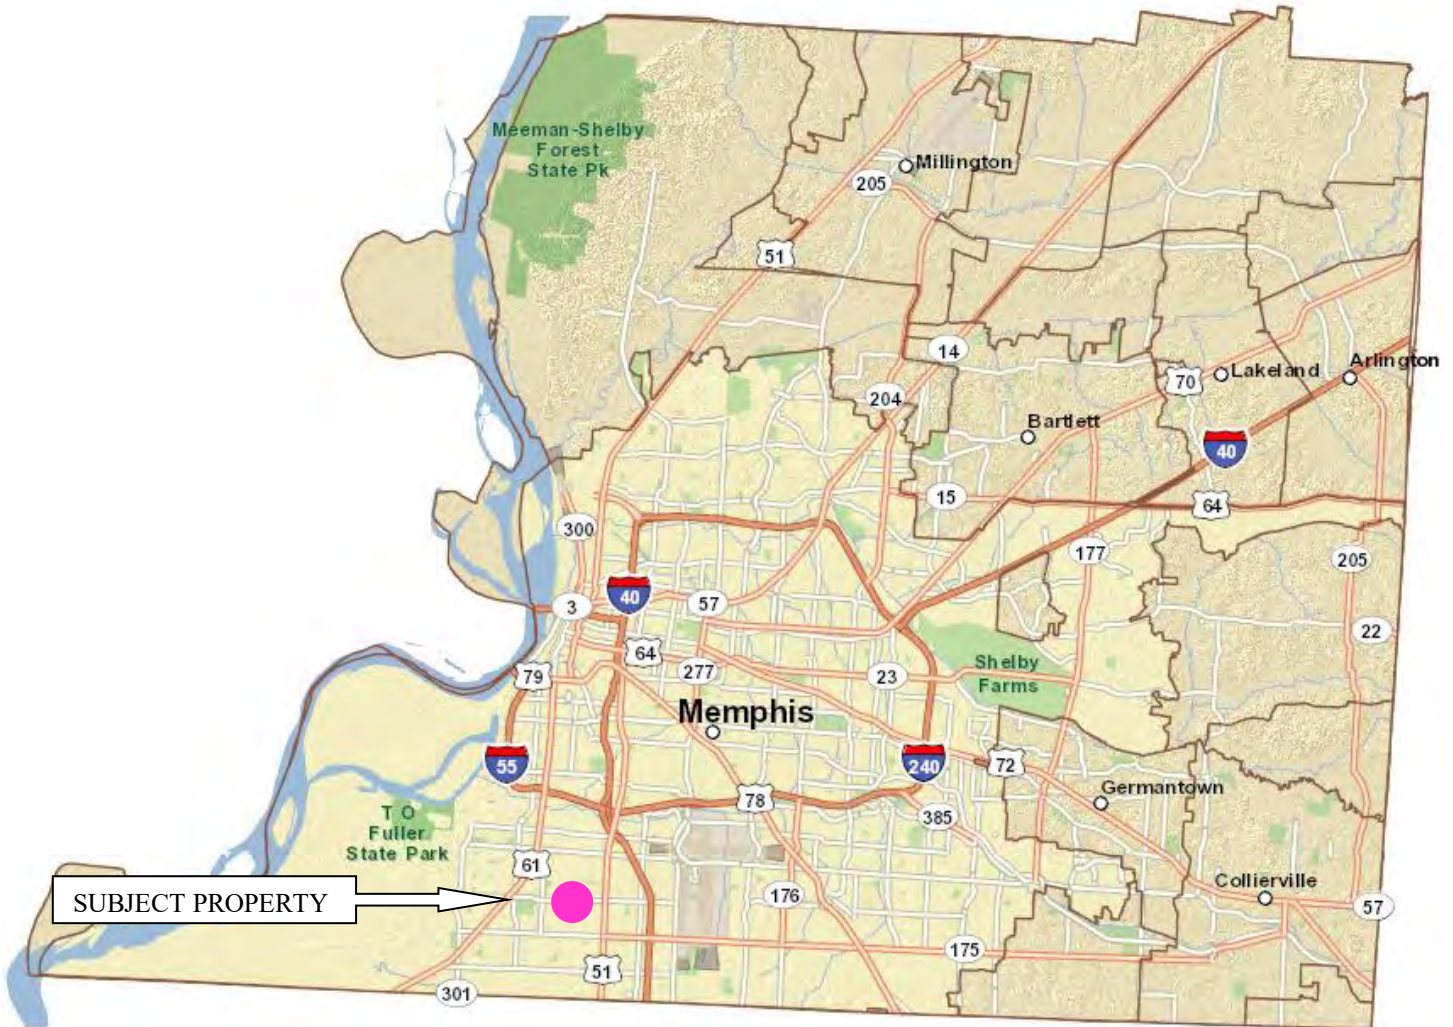 Meeman-Shelby
Forest
State Pk
Millington
205
51
14
204
70
Lakeland
Arlington
Bartlett
40
15
64
300
177
205
40
3
57
22
64
79
277
23
Shelby
Farms
Memphis
55
240
72
78
Germantown
385
T O
Fuller
State Park
61
176
Collierville
SUBJECT PROPERTY
57
175
51
301